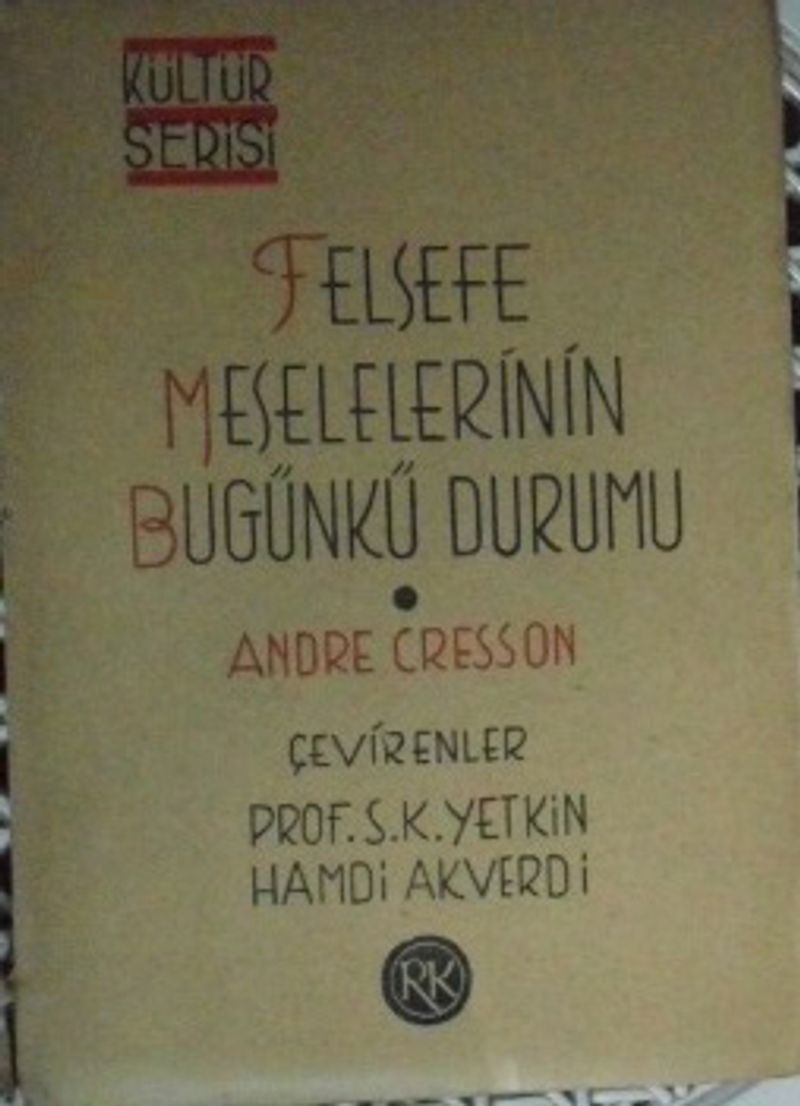 KÜLTÜR
SERİSİ
FELSEFE
MESELELERİNİN
BUGÜNKÜ DURUMU
ANDRE CRESSON
ÇEVİRENLER
PROF. S.K. YETKİN
HAMDİ AKVERDİ
RK